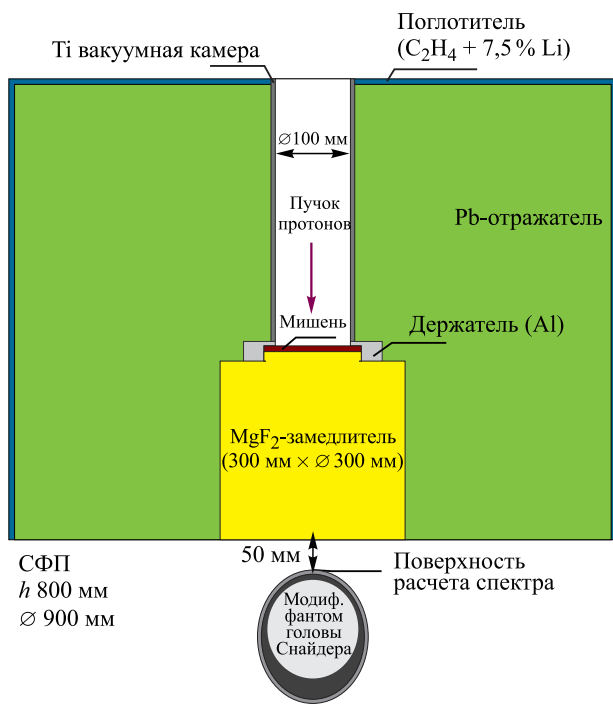 Ti вакуумная камера
Поглотитель
(C₂H₄ + 7,5 % Li)
⌀100 мм
Пучок
протонов
Pb-отражатель
Мишень
Держатель (Al)
MgF₂-замедлитель
(300 мм × ⌀ 300 мм)
50 мм
СФП
h 800 мм
⌀ 900 мм
Поверхность
расчета спектра
Модиф.
фантом
головы
Снайдера